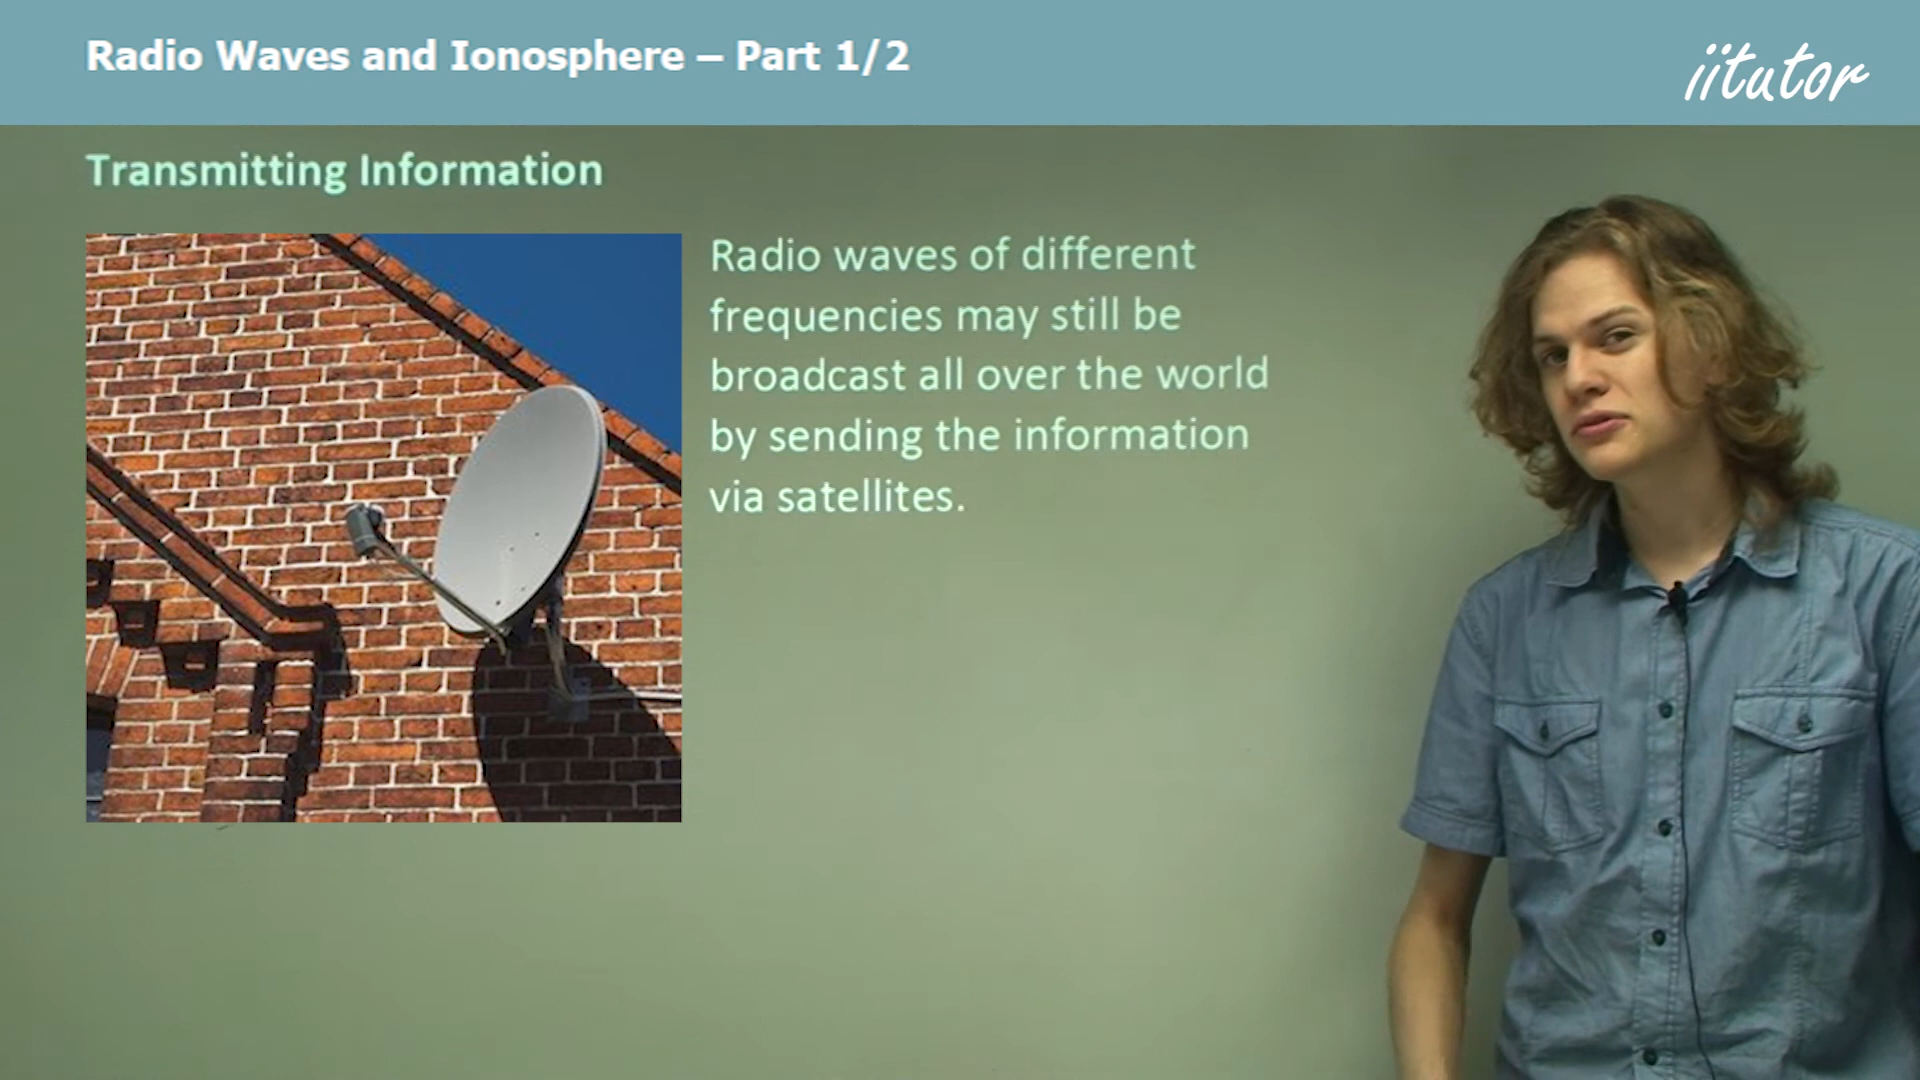 Radio Waves and Ionosphere – Part 1/2
iitutor
Transmitting Information
Radio waves of different
frequencies may still be
broadcast all over the world
by sending the information
via satellites.